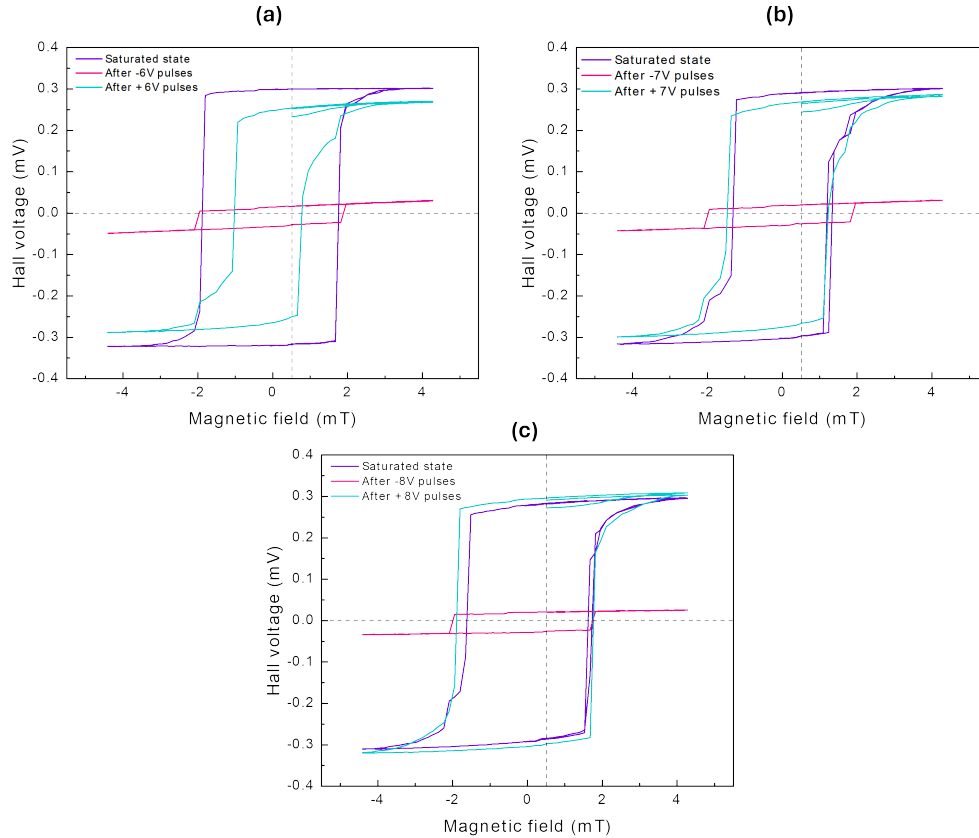 (a)
Saturated state
After -6V pulses
After +6V pulses
0.4
0.3
0.2
0.1
0.0
-0.1
-0.2
-0.3
-0.4
Hall voltage (mV)
-4
-2
0
2
4
Magnetic field (mT)
(b)
Saturated state
After -7V pulses
After +7V pulses
0.4
0.3
0.2
0.1
0.0
-0.1
-0.2
-0.3
-0.4
Hall voltage (mV)
-4
-2
0
2
4
Magnetic field (mT)
(c)
Saturated state
After -8V pulses
After +8V pulses
0.4
0.3
0.2
0.1
0.0
-0.1
-0.2
-0.3
-0.4
Hall voltage (mV)
-4
-2
0
2
4
Magnetic field (mT)